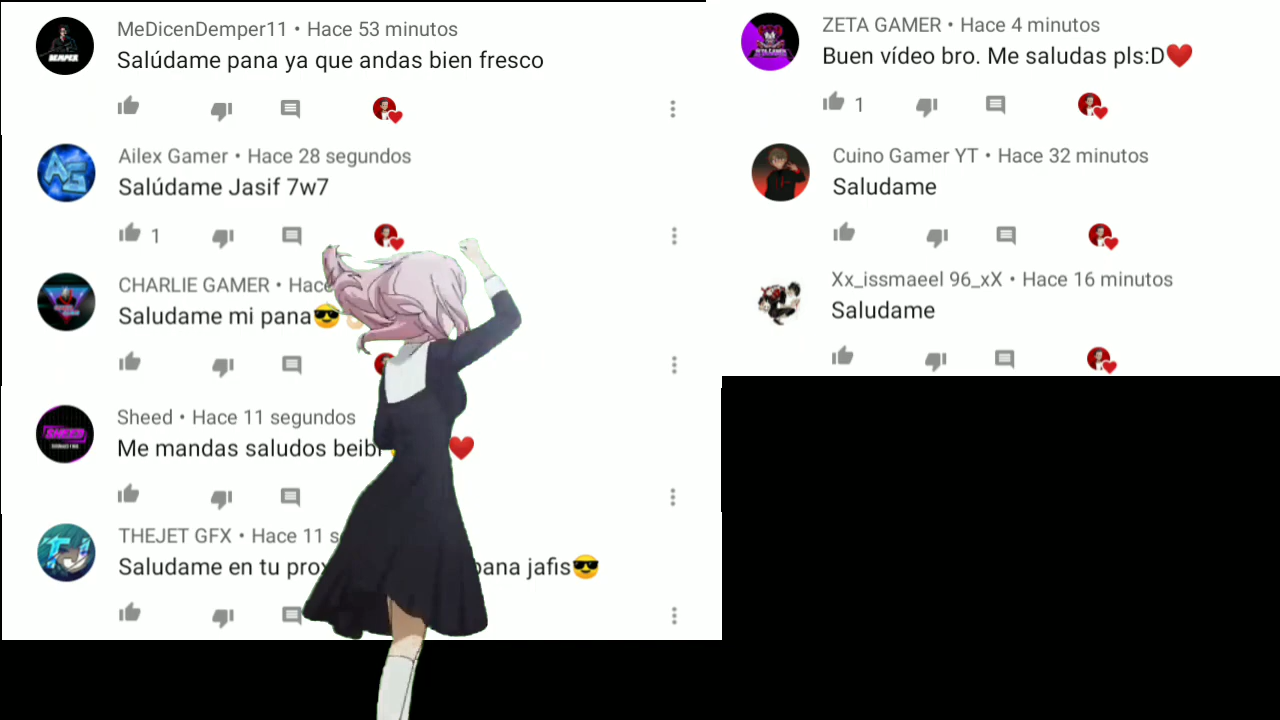 MeDicenDemper11 • Hace 53 minutos
Salúdame pana ya que andas bien fresco
Ailex Gamer • Hace 28 segundos
Salúdame Jasif 7w7
1
CHARLIE GAMER • Hace
Saludame mi pana😎
Sheed • Hace 11 segundos
Me mandas saludos beibi ❤️
THEJET GFX • Hace 11 s
Saludame en tu pana jafis😎
ZETA GAMER • Hace 4 minutos
Buen vídeo bro. Me saludas pls:D❤️
1
Cuino Gamer YT • Hace 32 minutos
Saludame
Xx_issmaeel 96_xX • Hace 16 minutos
Saludame